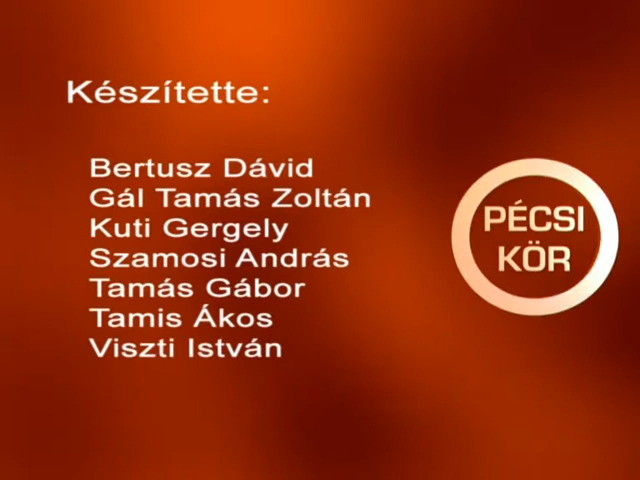 Készítette:
Bertusz Dávid
Gál Tamás Zoltán
Kuti Gergely
Szamosi András
Tamás Gábor
Tamis Ákos
Viszti István
PÉCSI
KÖR